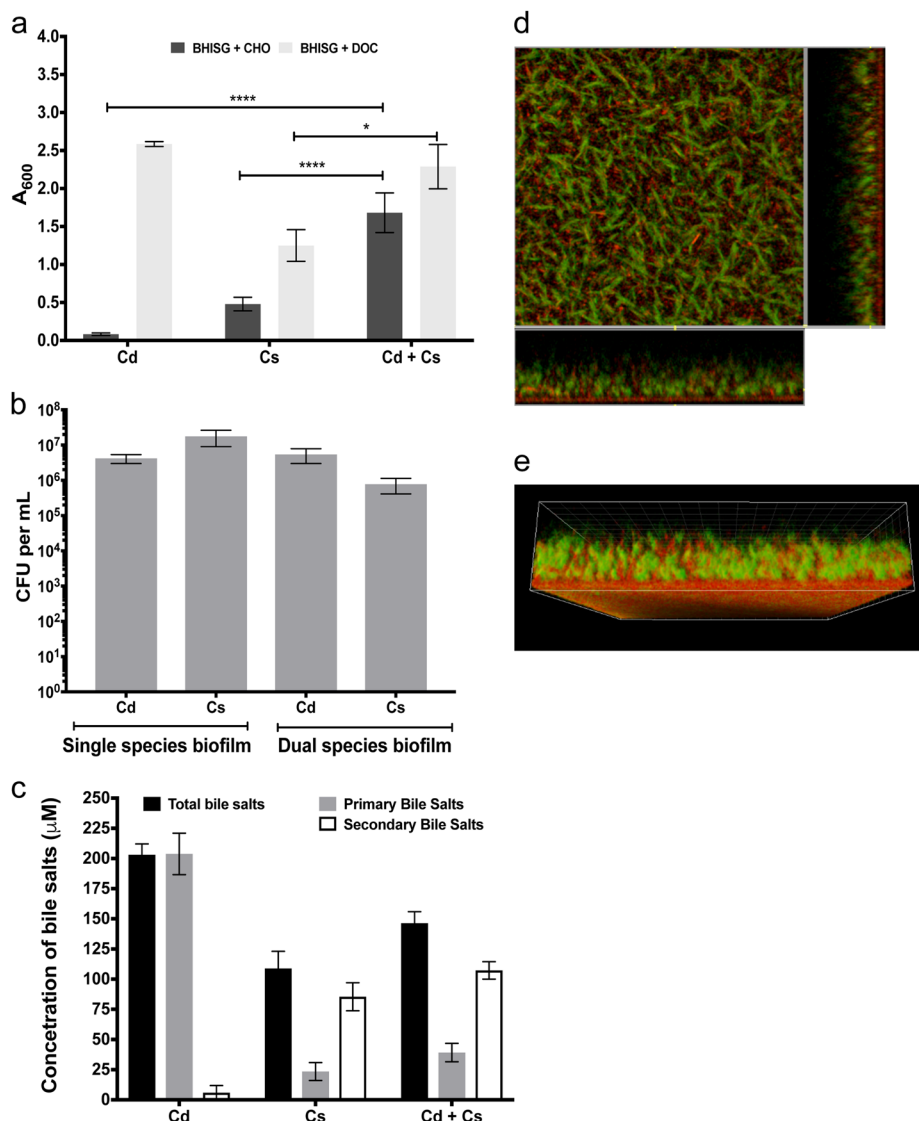 a
BHISG + CHO
BHISG + DOC
4.0
3.5
3.0
2.5
2.0
1.5
1.0
0.5
0.0
A600
****
*
****
Cd
Cs
Cd + Cs
b
10^8
10^7
10^6
10^5
10^4
10^3
10^2
10^1
10^0
CFU per mL
Cd
Cs
Cd
Cs
Single species biofilm
Dual species biofilm
c
Total bile salts
Primary Bile Salts
Secondary Bile Salts
250
225
200
175
150
125
100
75
50
25
0
Concetration of bile salts (μM)
Cd
Cs
Cd + Cs
d
e